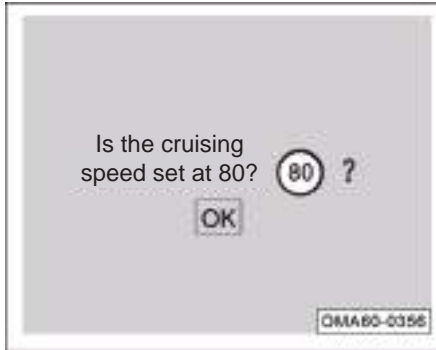 Is the cruising
speed set at 80? 80 ?
OK
OMA60-0356